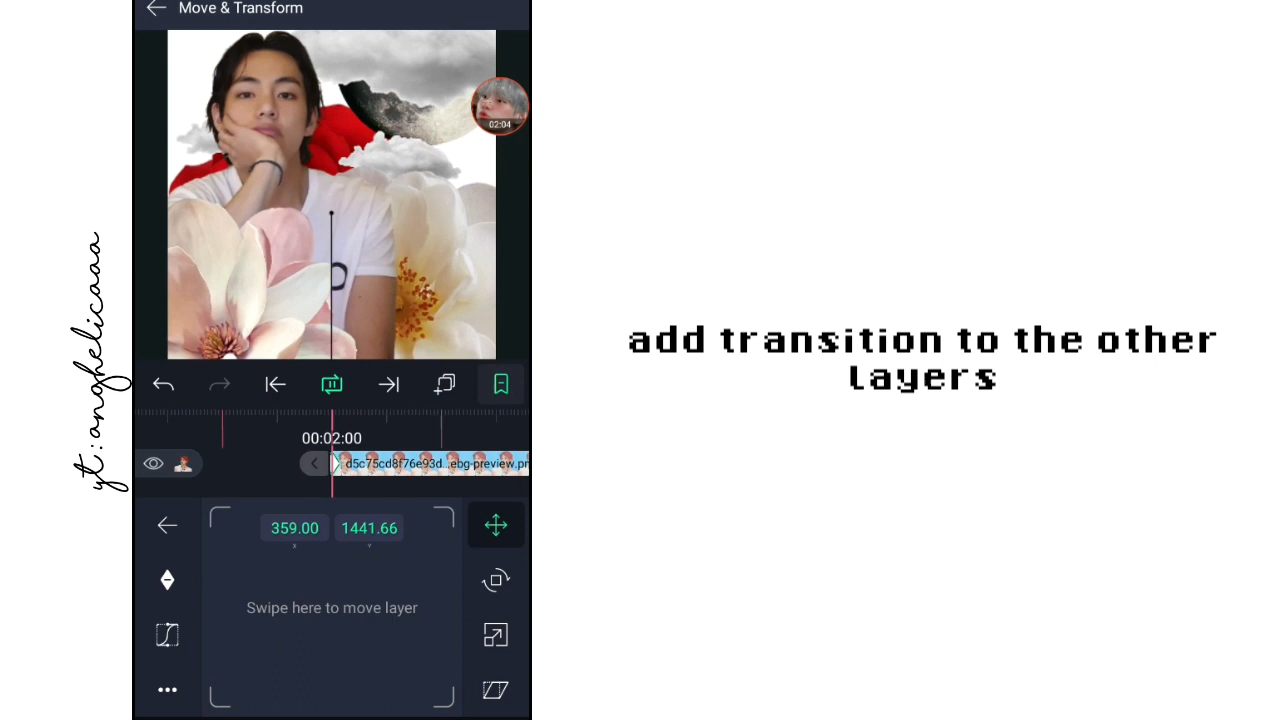 Move & Transform
02:04
00:02:00
d5c75cd8f76e93d...ebg-preview.pn
359.00 1441.66
X Y
Swipe here to move layer
yt: anghelicaaa
add transition to the other
layers